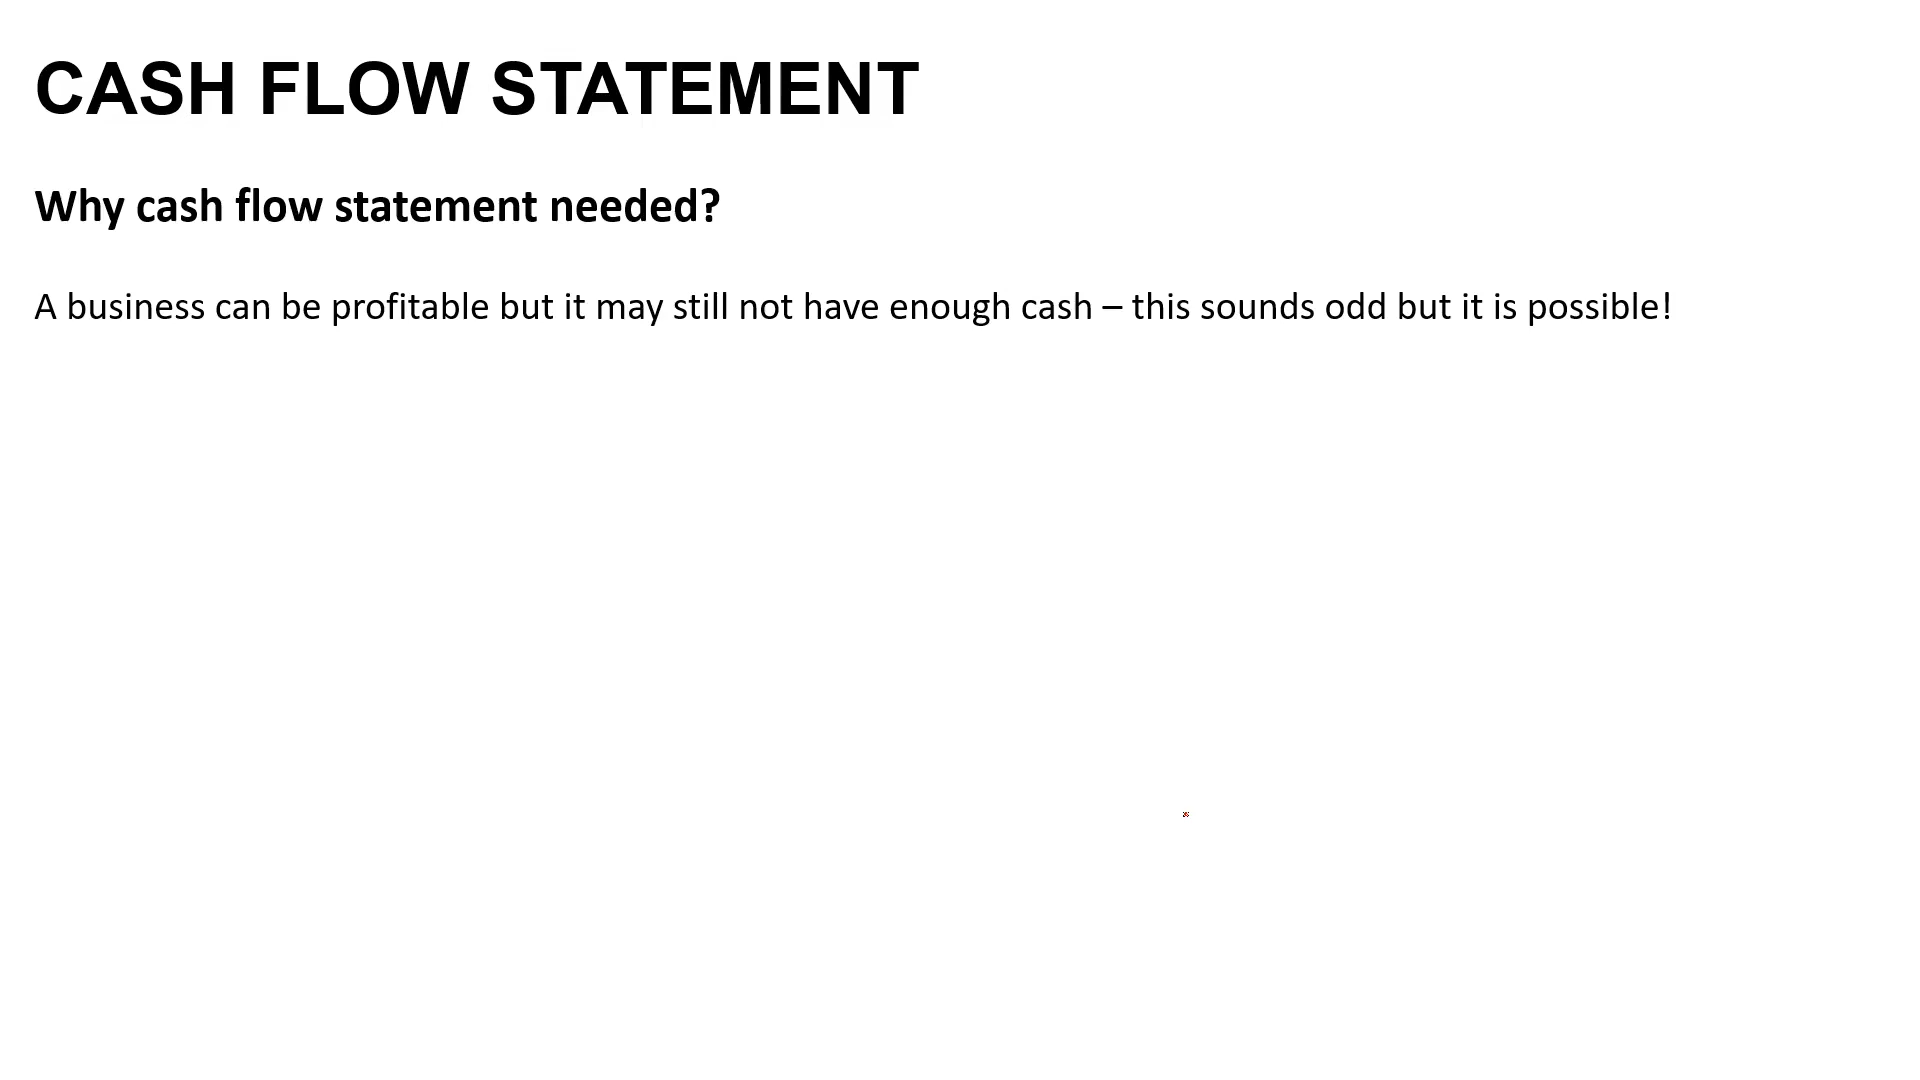 CASH FLOW STATEMENT
Why cash flow statement needed?
A business can be profitable but it may still not have enough cash – this sounds odd but it is possible!